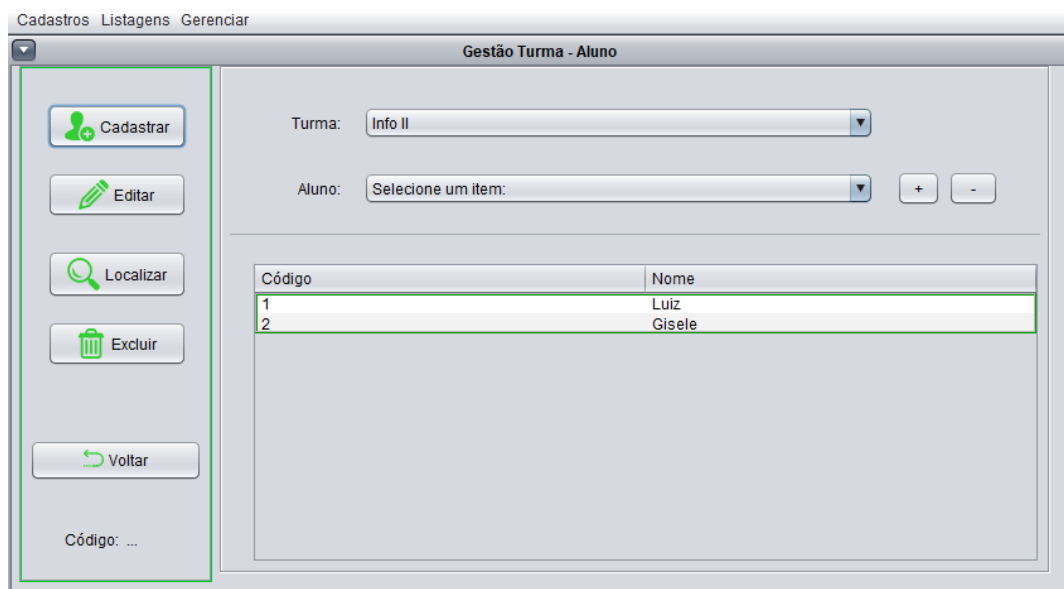 Cadastros Listagens Gerenciar
Gestão Turma - Aluno
Cadastrar
Editar
Localizar
Excluir
Voltar
Código: ...
Turma: Info II
Aluno: Selecione um item: + -
Código Nome
1 Luiz
2 Gisele